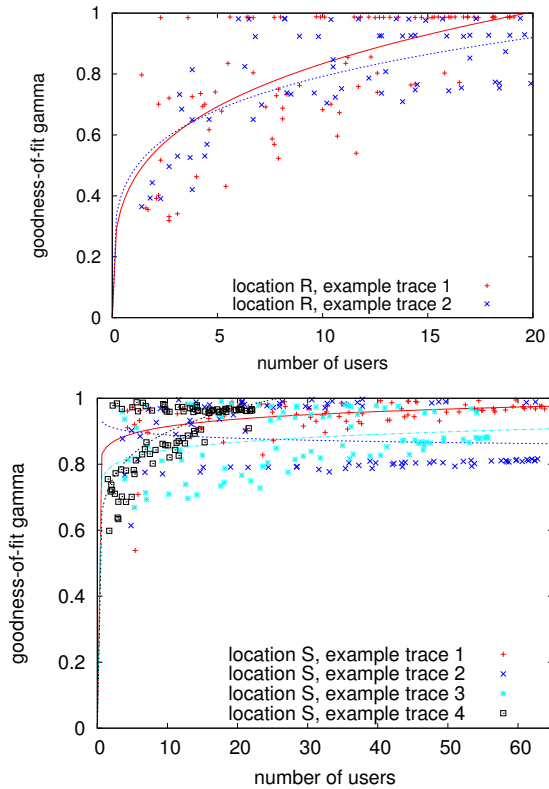 1
0.8
0.6
0.4
0.2
0
goodness-of-fit gamma
location R, example trace 1
location R, example trace 2
0 5 10 15 20
number of users
1
0.8
0.6
0.4
0.2
0
goodness-of-fit gamma
location S, example trace 1
location S, example trace 2
location S, example trace 3
location S, example trace 4
0 10 20 30 40 50 60
number of users